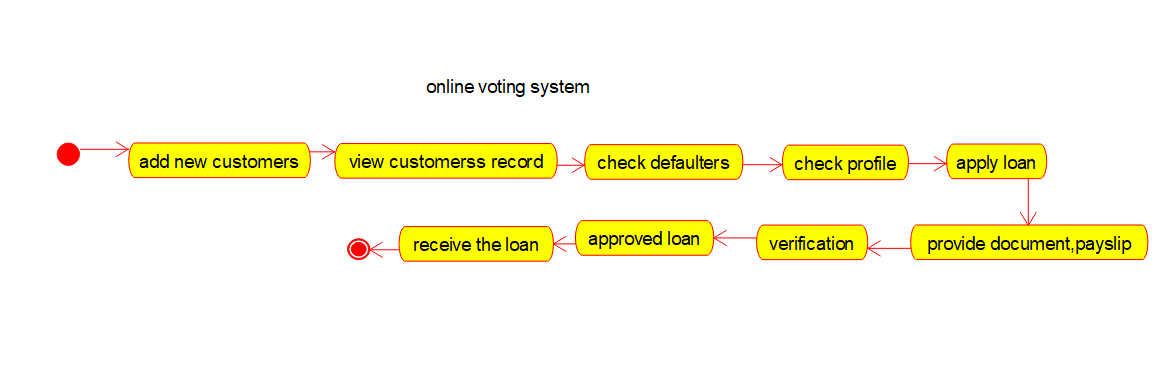 online voting system
add new customers
view customerss record
check defaulters
check profile
apply loan
provide document,payslip
verification
approved loan
receive the loan